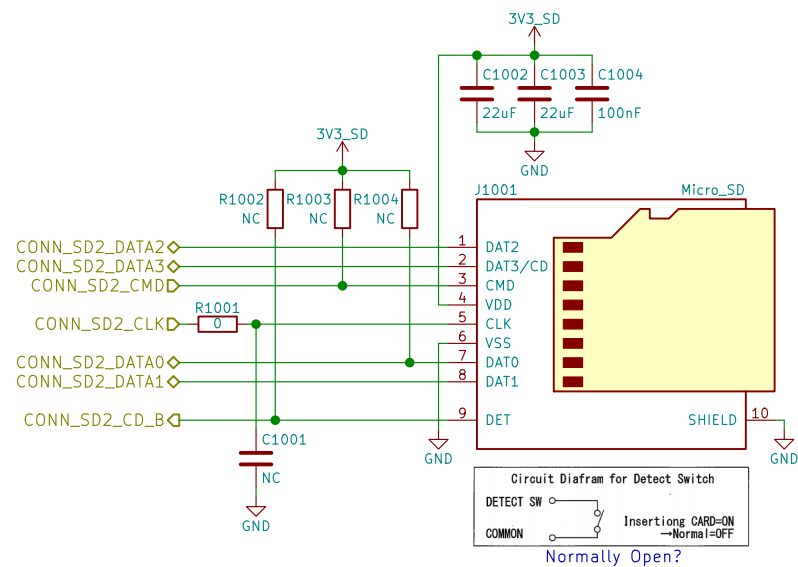 3V3_SD
C1002 C1003 C1004
22uF 22uF 100nF
GND
3V3_SD
R1002 R1003 R1004
NC NC NC
J1001 Micro_SD
CONN_SD2_DATA2 1 DAT2
CONN_SD2_DATA3 2 DAT3/CD
CONN_SD2_CMD 3 CMD
4 VDD
R1001
CONN_SD2_CLK 0 5 CLK
6 VSS
CONN_SD2_DATA0 7 DAT0
CONN_SD2_DATA1 8 DAT1
CONN_SD2_CD_B 9 DET SHIELD 10
C1001
NC
GND
GND
GND
Circuit Diafram for Detect Switch
DETECT SW
Insertiong CARD=ON
COMMON →Normal=OFF
Normally Open?